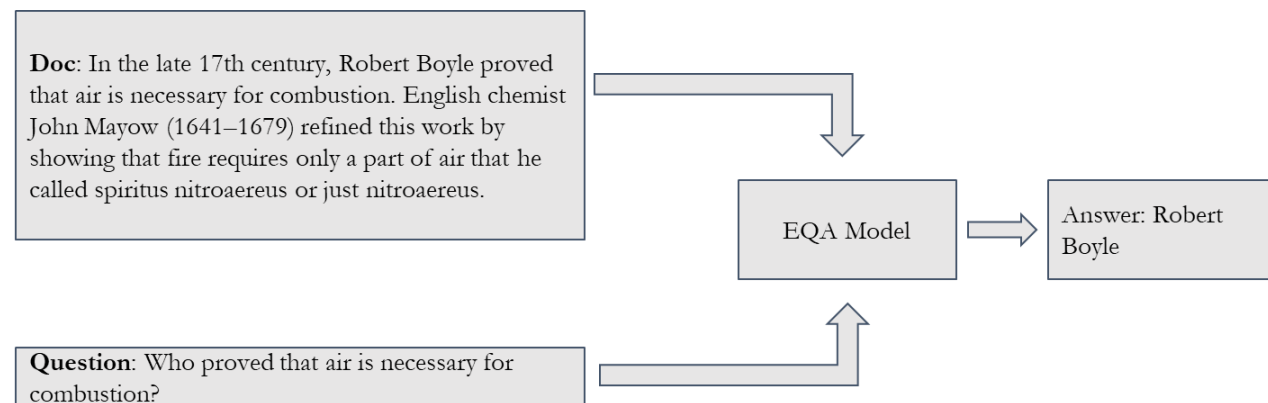 Doc: In the late 17th century, Robert Boyle proved
that air is necessary for combustion. English chemist
John Mayow (1641–1679) refined this work by
showing that fire requires only a part of air that he
called spiritus nitroaereus or just nitroaereus.
EQA Model
Answer: Robert
Boyle
Question: Who proved that air is necessary for
combustion?